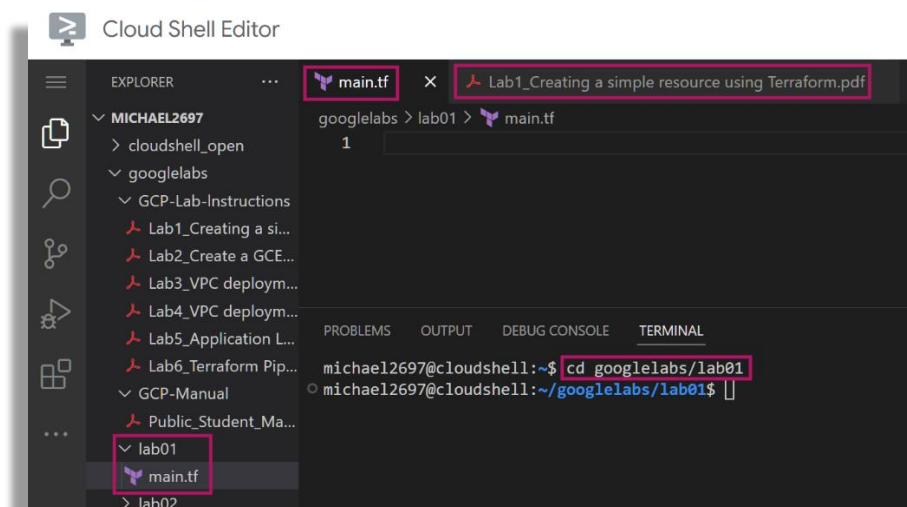 Cloud Shell Editor
EXPLORER ...
MICHAEL2697
> cloudshell_open
googlelabs
GCP-Lab-Instructions
Lab1_Creating a si...
Lab2_Create a GCE...
Lab3_VPC deploym...
Lab4_VPC deploym...
Lab5_Application L...
Lab6_Terraform Pip...
GCP-Manual
Public_Student_Ma...
lab01
main.tf
> lab02
main.tf X Lab1_Creating a simple resource using Terraform.pdf
googlelabs > lab01 > main.tf
1
PROBLEMS OUTPUT DEBUG CONSOLE TERMINAL
michael2697@cloudshell:~$ cd googlelabs/lab01
michael2697@cloudshell:~/googlelabs/lab01$